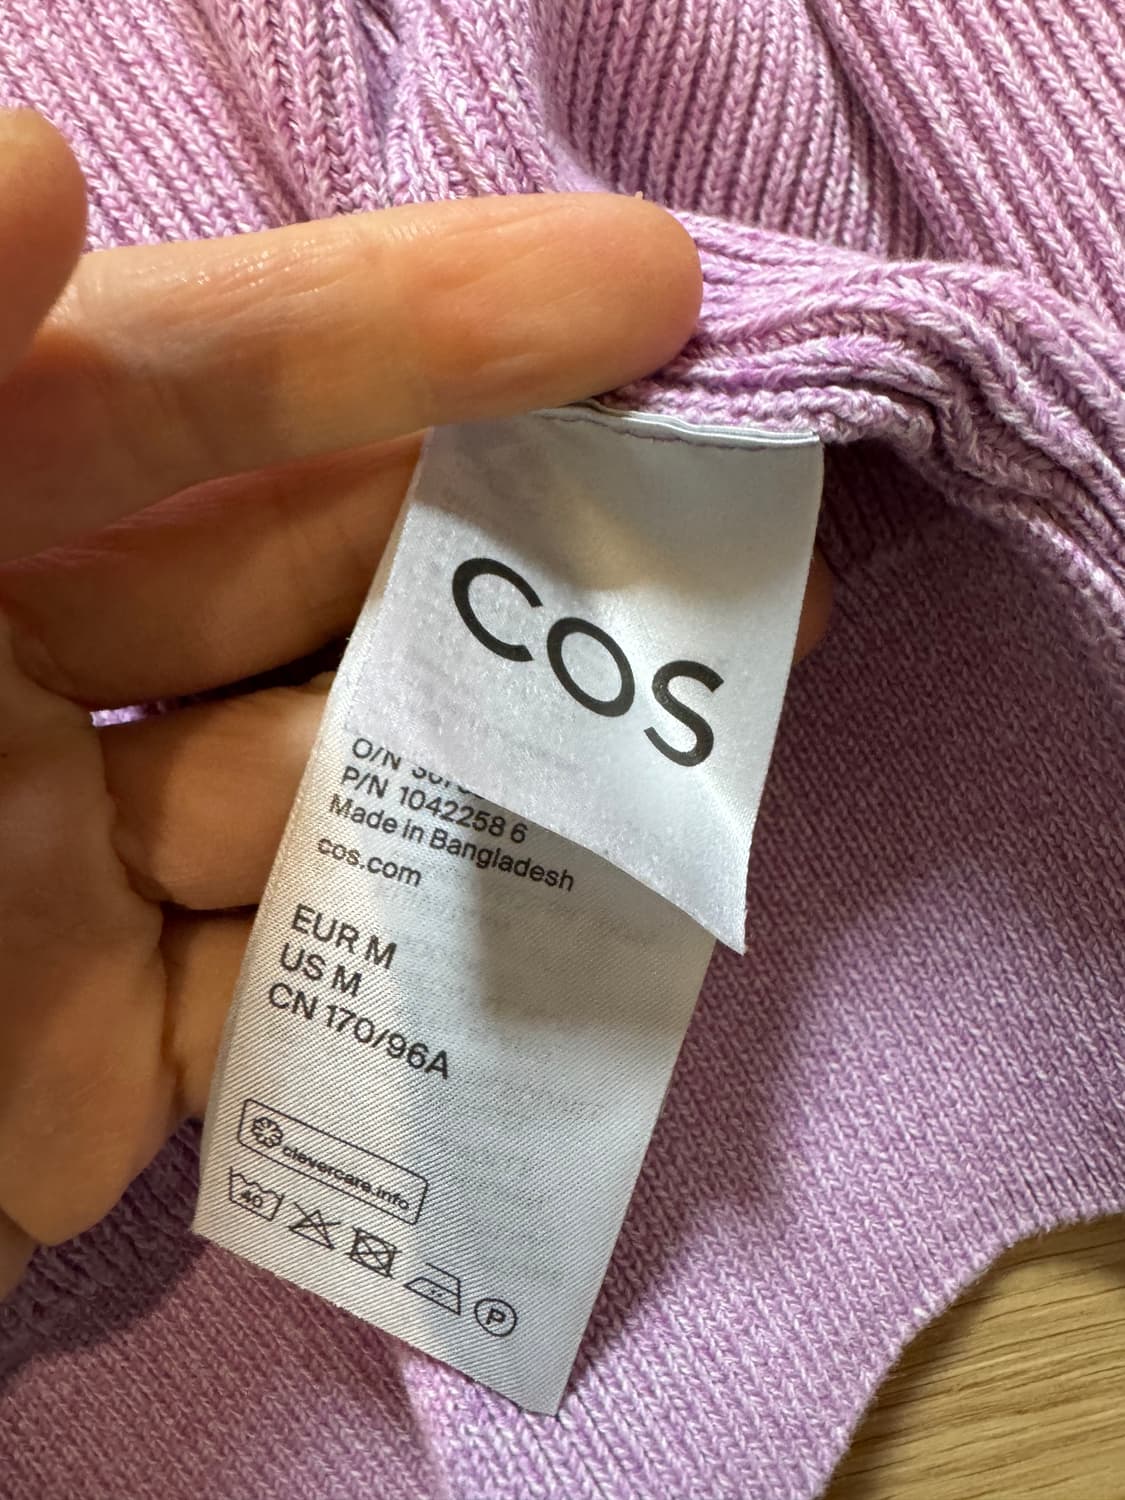 COS
O/N
P/N 1042258 6
Made in Bangladesh
cos.com
EUR M
US M
CN 170/96A
clevercare.info
40
P